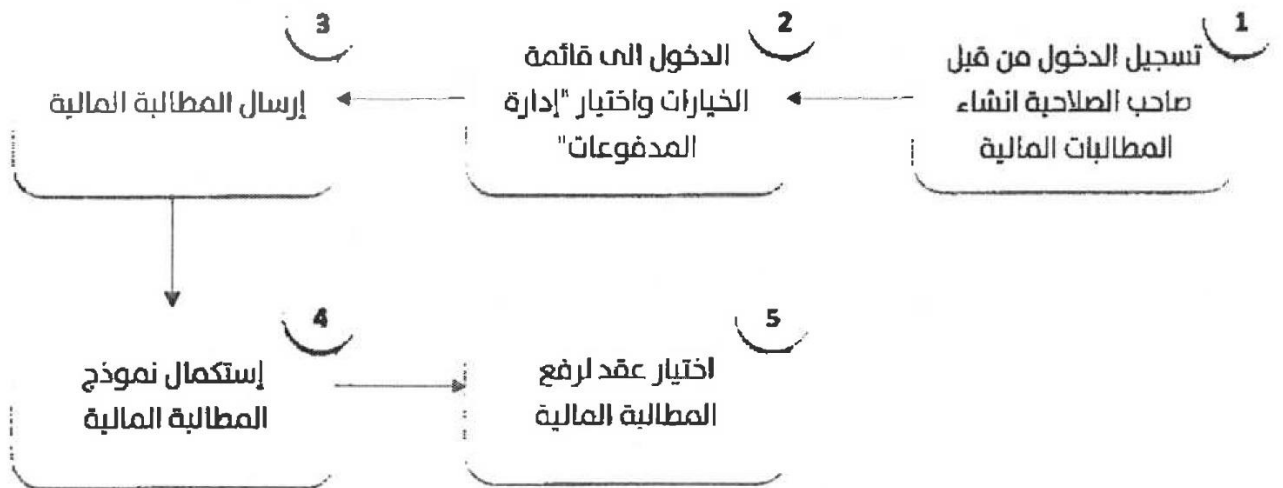 1
تسجيل الدخول من قبل
صاحب الصلاحية انشاء
المطالبات المالية
2
الدخول الى قائمة
الخيارات واختيار "إدارة
المدفوعات"
3
إرسال المطالبة المالية
4
إستكمال نموذج
المطالبة المالية
5
اختيار عقد لرفع
المطالبة المالية